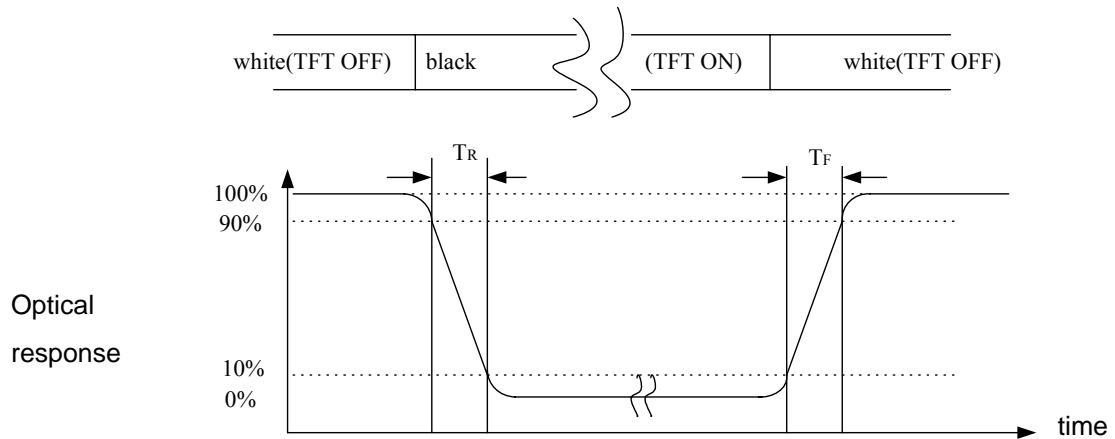 white(TFT OFF) black (TFT ON) white(TFT OFF)
TR TF
100%
90%
Optical
response
10%
0%
time